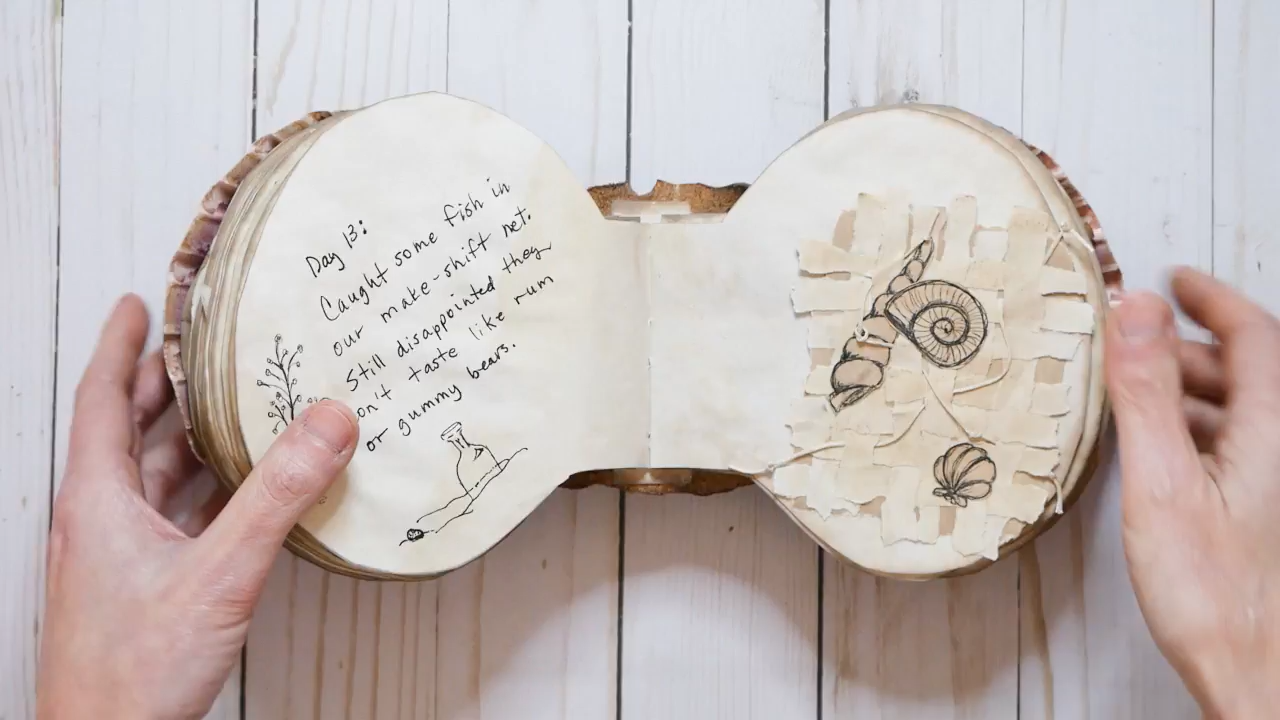 Day 13:
Caught some fish in
our make-shift net.
Still disappointed they
on't taste like rum
or gummy bears.